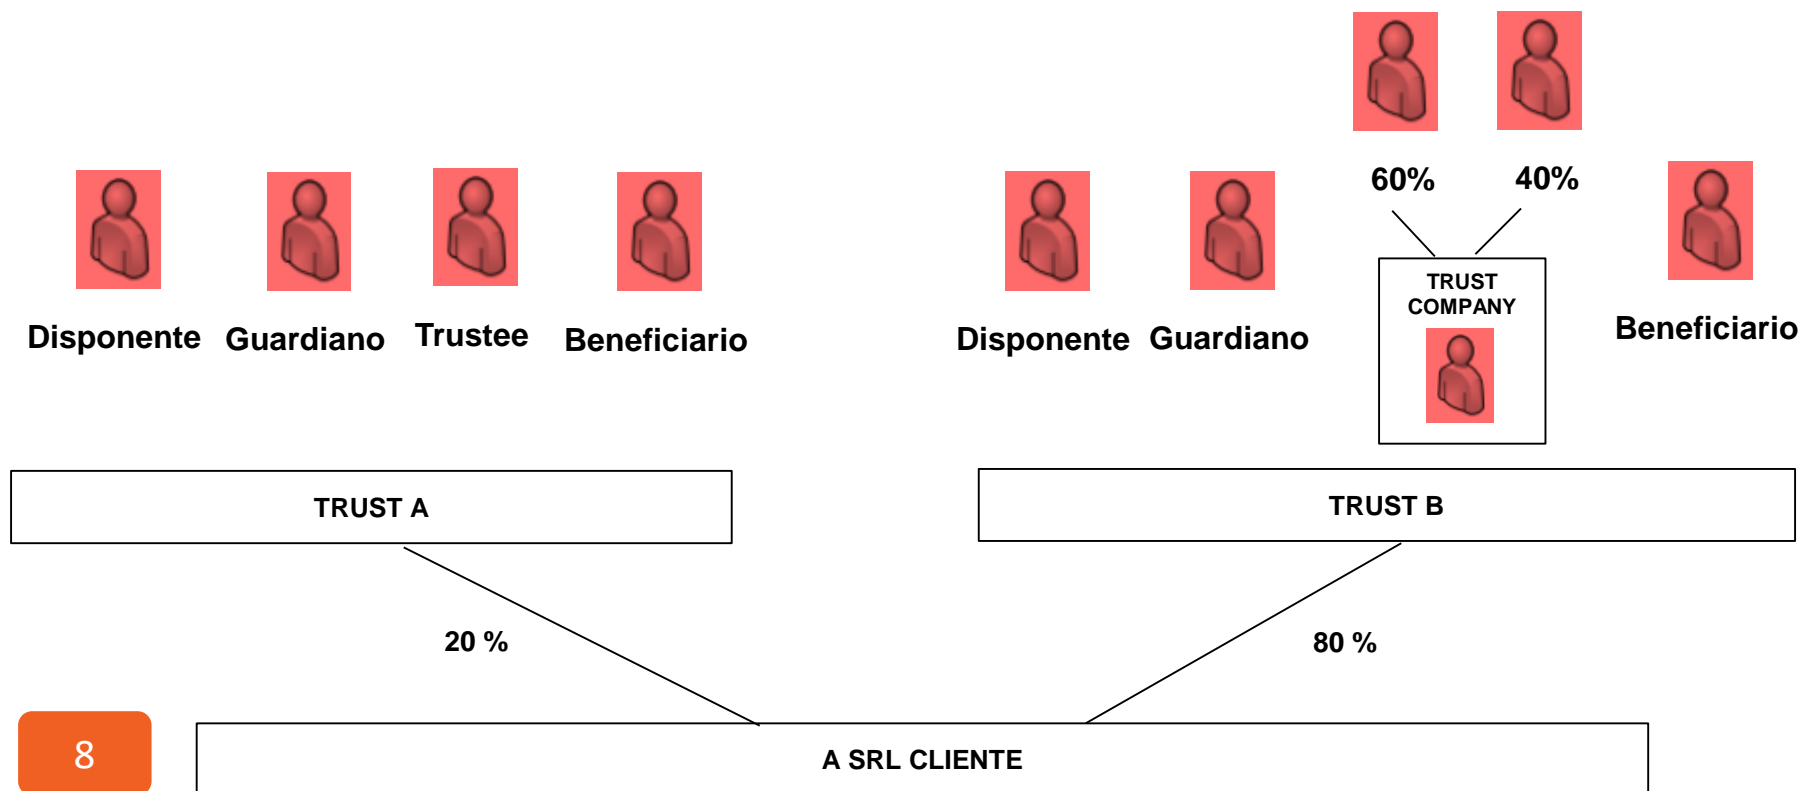 60%
40%
TRUST
COMPANY
Disponente
Guardiano
Trustee
Beneficiario
Disponente
Guardiano
Beneficiario
TRUST A
TRUST B
20 %
80 %
8
A SRL CLIENTE